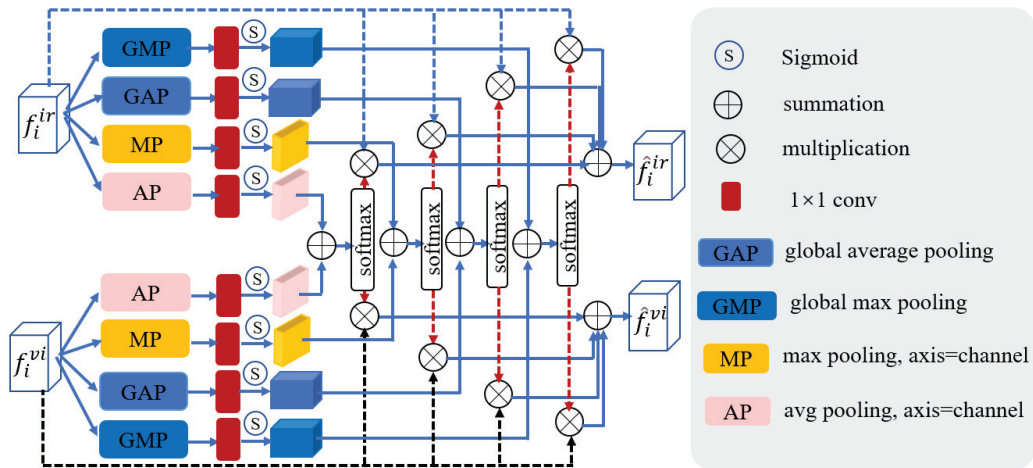 GMP
S
GAP
S
f_i^{ir}
MP
S
AP
S
softmax
softmax
softmax
softmax
\hat{f}_i^{ir}
AP
S
MP
S
f_i^{vi}
GAP
S
GMP
S
\hat{f}_i^{vi}
S Sigmoid
summation
multiplication
1×1 conv
GAP global average pooling
GMP global max pooling
MP max pooling, axis=channel
AP avg pooling, axis=channel